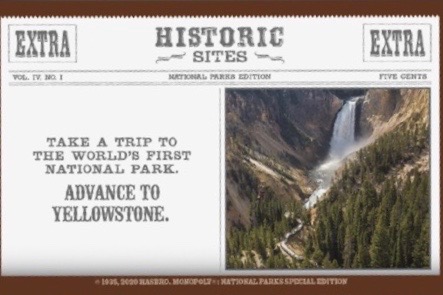 EXTRA
HISTORIC
SITES
EXTRA
VOL. IV. NO. I
NATIONAL PARKS EDITION
FIVE CENTS
TAKE A TRIP TO
THE WORLD'S FIRST
NATIONAL PARK.
ADVANCE TO
YELLOWSTONE.
© 1935, 2020 HASBRO. MONOPOLY®: NATIONAL PARKS SPECIAL EDITION